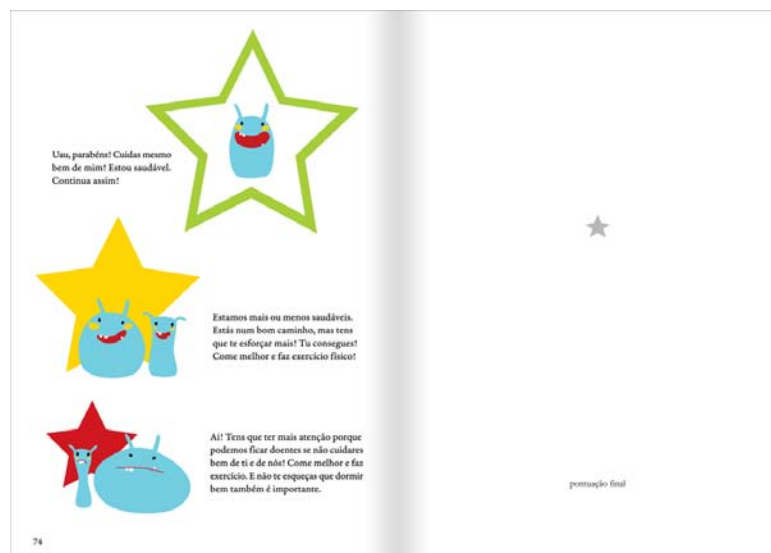 Uau, parabéns! Cuidas mesmo
bem de mim! Estou saudável.
Continua assim!
Estamos mais ou menos saudáveis.
Estás num bom caminho, mas tens
que te esforçar mais! Tu consegues!
Come melhor e faz exercício físico!
Ai! Tens que ter mais atenção porque
podemos ficar doentes se não cuidares
bem de ti e de nós! Come melhor e faz
exercício. E não te esqueças que dormir
bem também é importante.
74
pontuação final